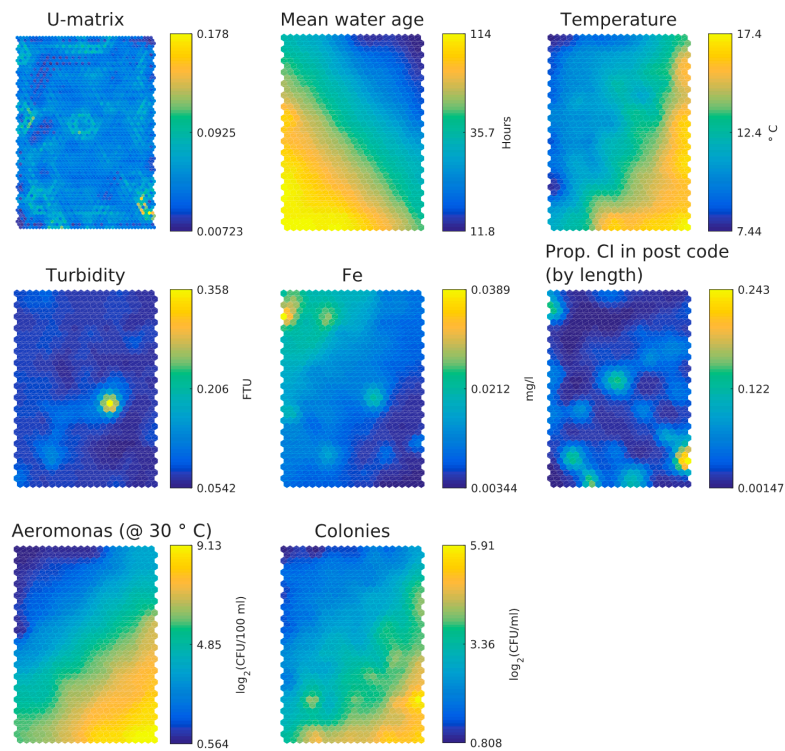 U-matrix
0.178
0.0925
0.00723
Mean water age
114
35.7
11.8
Hours
Temperature
17.4
12.4
7.44
° C
Turbidity
0.358
0.206
0.0542
FTU
Fe
0.0389
0.0212
0.00344
mg/l
Prop. CI in post code
(by length)
0.243
0.122
0.00147
Aeromonas (@ 30 ° C)
9.13
4.85
0.564
log2(CFU/100 ml)
Colonies
5.91
3.36
0.808
log2(CFU/ml)